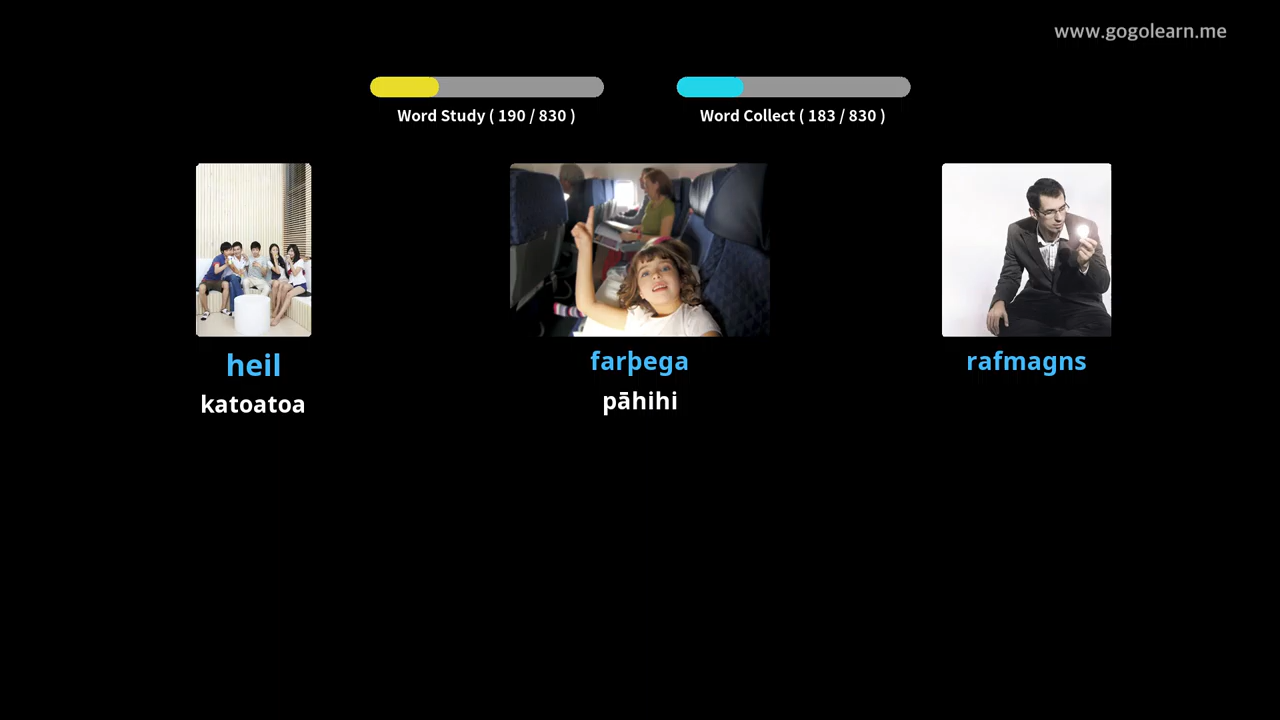 www.gogolearn.me
Word Study ( 190 / 830 )
Word Collect ( 183 / 830 )
heil
katoatoa
farþega
pāhihi
rafmagns